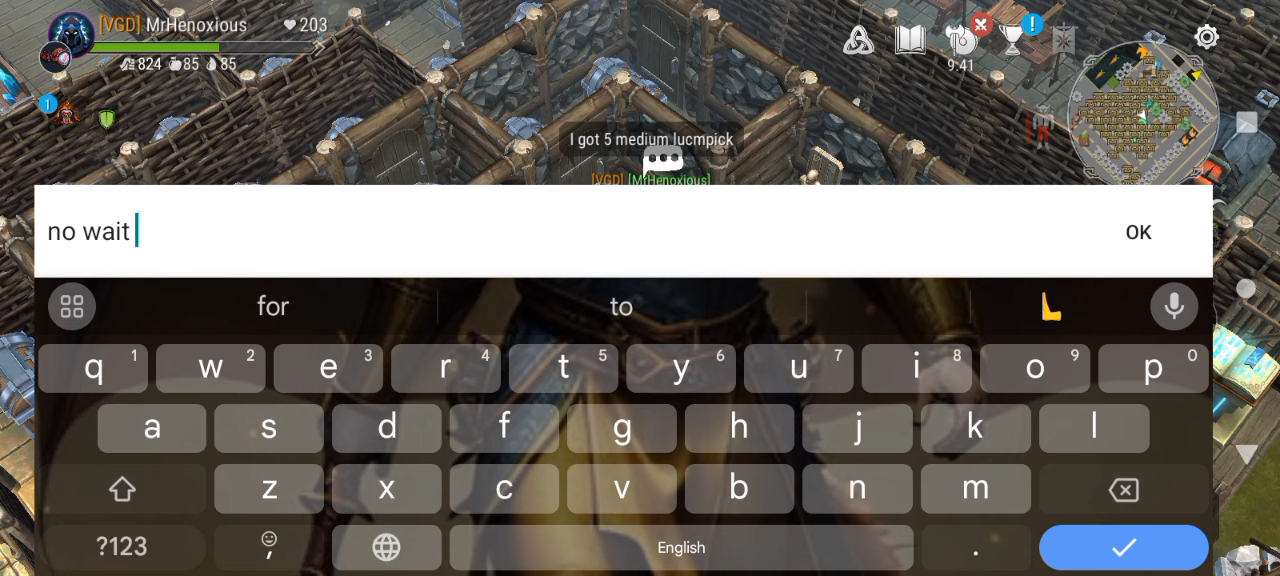 [VGD] MrHenoxious 203
824 85 85
9:41
1
I got 5 medium lucmpick
[VGD] [MrHenoxious]
no wait OK
for to
q 1 w 2 e 3 r 4 t 5 y 6 u 7 i 8 o 9 p 0
a s d f g h j k l
z x c v b n m
?123 , English .